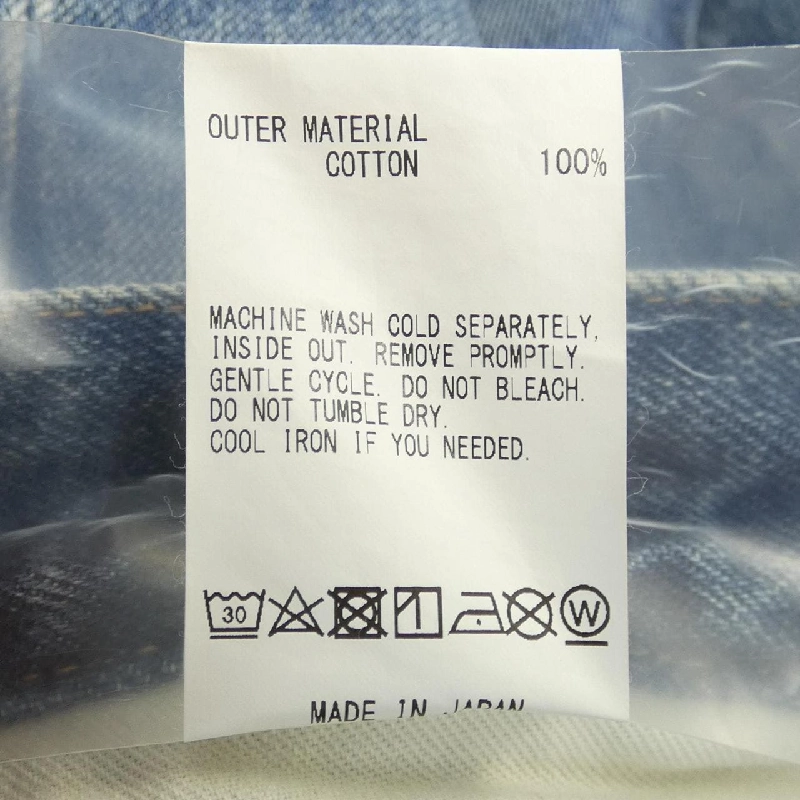 OUTER MATERIAL
COTTON 100%
MACHINE WASH COLD SEPARATELY,
INSIDE OUT. REMOVE PROMPTLY.
GENTLE CYCLE. DO NOT BLEACH.
DO NOT TUMBLE DRY.
COOL IRON IF YOU NEEDED.
30 W
MADE IN JAPAN